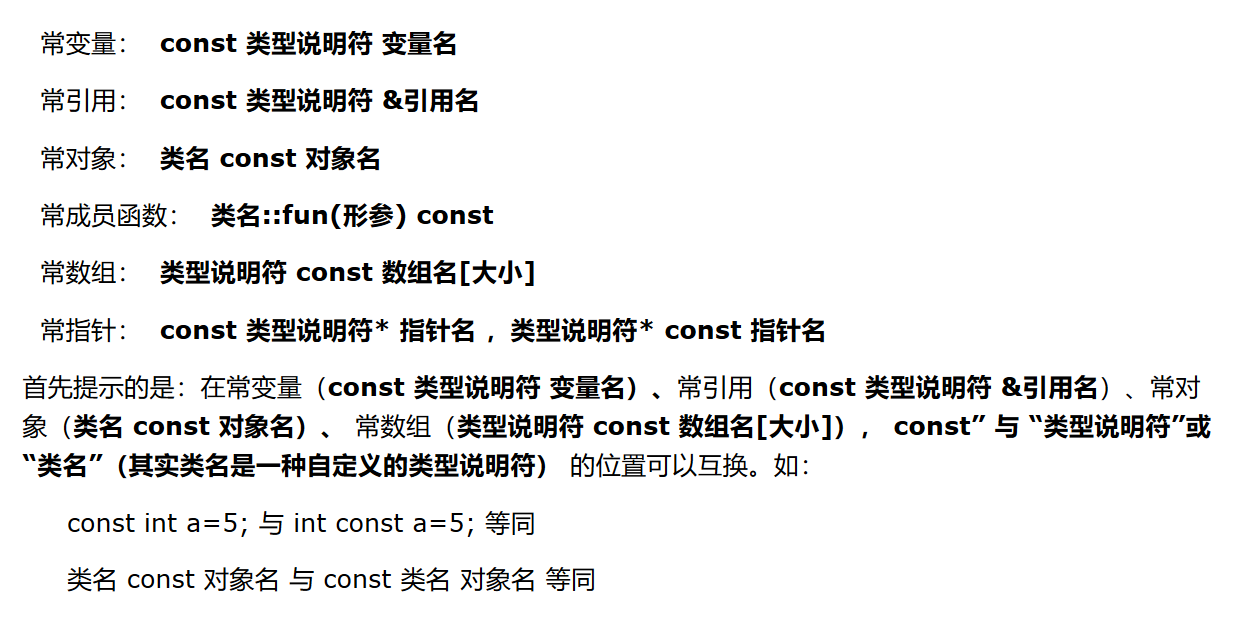 常变量： const 类型说明符 变量名
常引用： const 类型说明符 &引用名
常对象： 类名 const 对象名
常成员函数： 类名::fun(形参) const
常数组： 类型说明符 const 数组名[大小]
常指针： const 类型说明符* 指针名 ，类型说明符* const 指针名
首先提示的是：在常变量（const 类型说明符 变量名）、常引用（const 类型说明符 &引用名）、常对
象（类名 const 对象名）、 常数组（类型说明符 const 数组名[大小]）， const” 与 “类型说明符”或
“类名”（其实类名是一种自定义的类型说明符） 的位置可以互换。如：
const int a=5; 与 int const a=5; 等同
类名 const 对象名 与 const 类名 对象名 等同